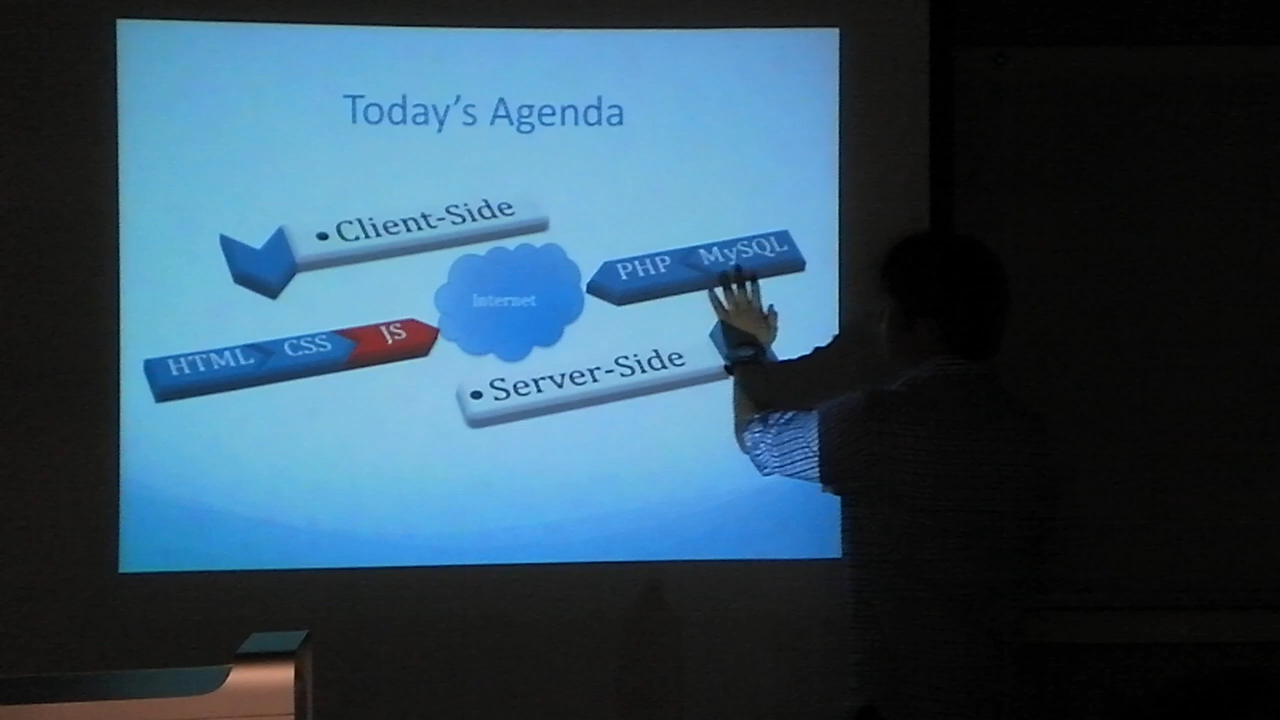 Today's Agenda
• Client-Side
PHP MySQL
Internet
HTML CSS JS
• Server-Side